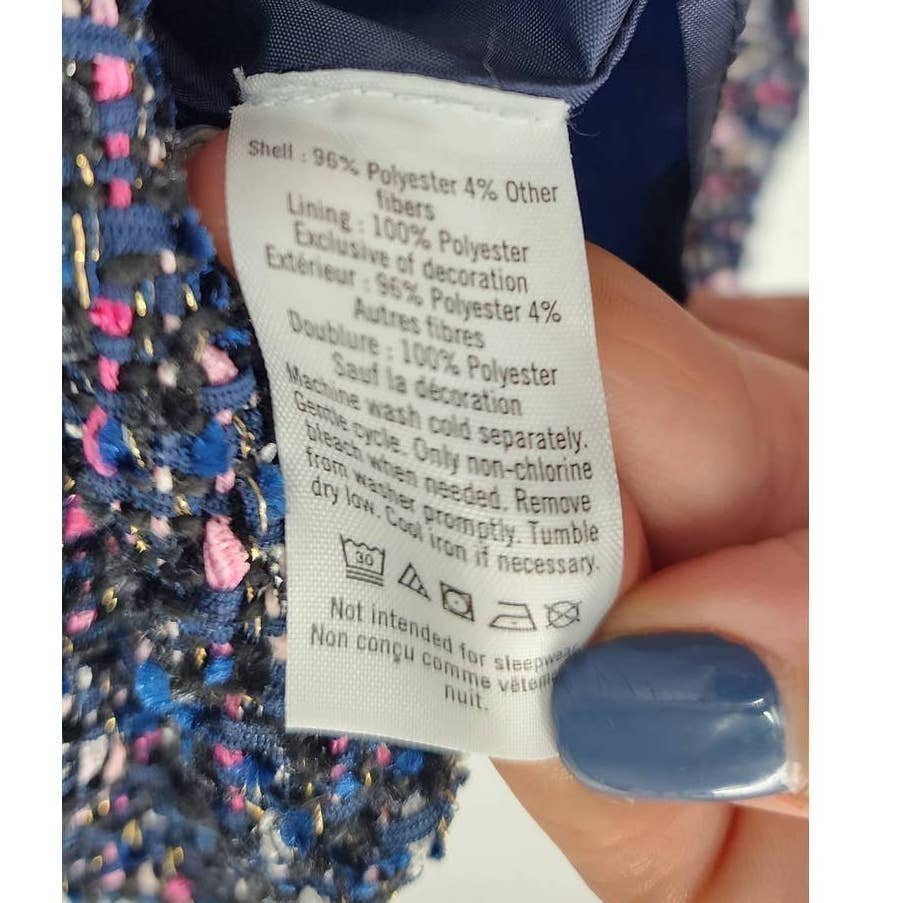 Shell : 96% Polyester 4% Other
fibers
Lining : 100% Polyester
Exclusive of decoration
Extérieur : 96% Polyester 4%
Autres fibres
Doublure : 100% Polyester
Sauf la décoration
Machine wash cold separately.
Gentle cycle. Only non-chlorine
bleach when needed. Remove
from washer promptly. Tumble
dry low. Cool iron if necessary.
30
Not intended for
Non conçu comme
nuit.